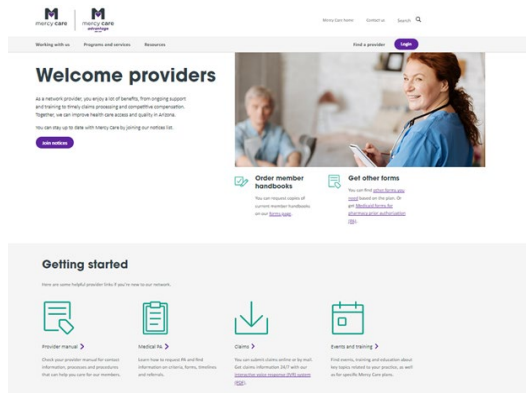 mercy care
mercy care
advantage
Mercy Care home Contact us Search
Working with us Programs and services Resources
Find a provider Login
Welcome providers
As a network provider, you enjoy a lot of benefits, from ongoing support
and training to timely claims processing and competitive compensation.
Together, we can improve health care access and quality in Arizona.
You can stay up to date with Mercy Care by joining our notices list.
Join notices
Order member
handbooks
You can request copies of
current member handbooks,
on our forms page.
Get other forms
You can find other forms you
need based on the plan. Or
get Medicaid forms for
pharmacy prior authorization
(PA).
Getting started
Here are some helpful provider links if you're new to our network.
Provider manual
Check your provider manual for various
information, processes and procedures
that can help you care for our members.
Medical PA
Learn how to request PA and find
information on criteria, forms, timelines
and referrals.
Claims
You can submit claims online or by mail.
Get claims information 24/7 with our
interactive voice response (IVR) system
(PDF).
Events and training
Find events, training and education about
key topics related to your practice, as well
as for specific Mercy Care plans.